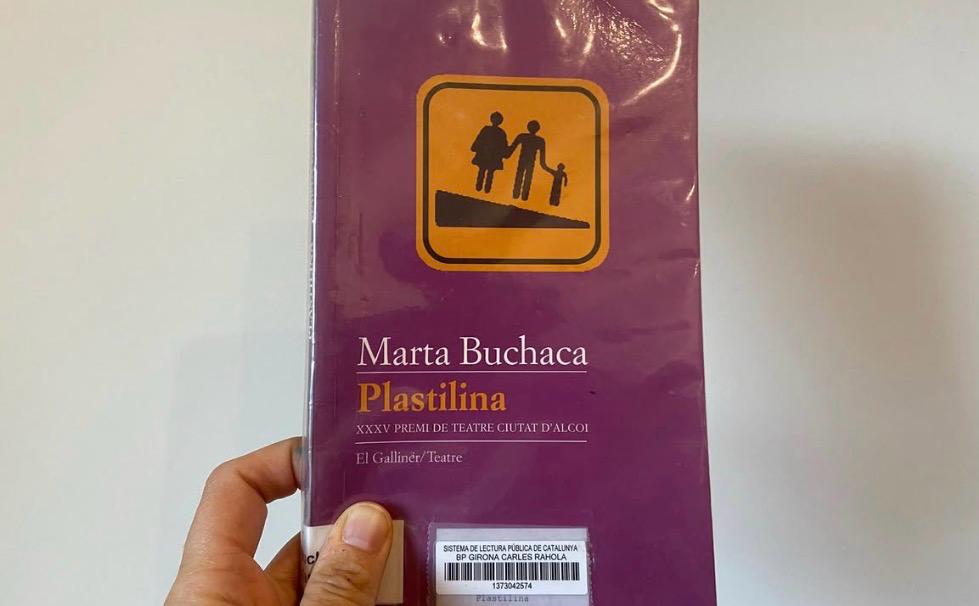 Marta Buchaca
Plastilina
XXXV PREMI DE TEATRE CIUTAT D'ALCOI
El Galliner/Teatre
SISTEMA DE LECTURA PÚBLICA DE CATALUNYA
BP GIRONA CARLES RAHOLA
1373042574
Plastilina